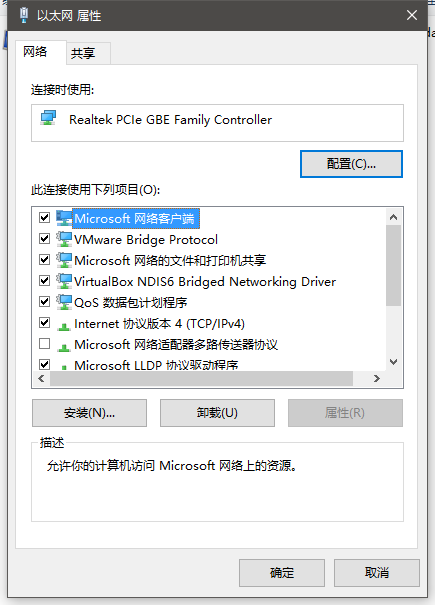 以太网 属性
网络
共享
连接时使用:
Realtek PCIe GBE Family Controller
配置(C)...
此连接使用下列项目(O):
Microsoft 网络客户端
VMware Bridge Protocol
Microsoft 网络的文件和打印机共享
VirtualBox NDIS6 Bridged Networking Driver
QoS 数据包计划程序
Internet 协议版本 4 (TCP/IPv4)
Microsoft 网络适配器多路传送器协议
Microsoft LLDP 协议驱动程序
安装(N)...
卸载(U)
属性(R)
描述
允许你的计算机访问 Microsoft 网络上的资源。
确定
取消